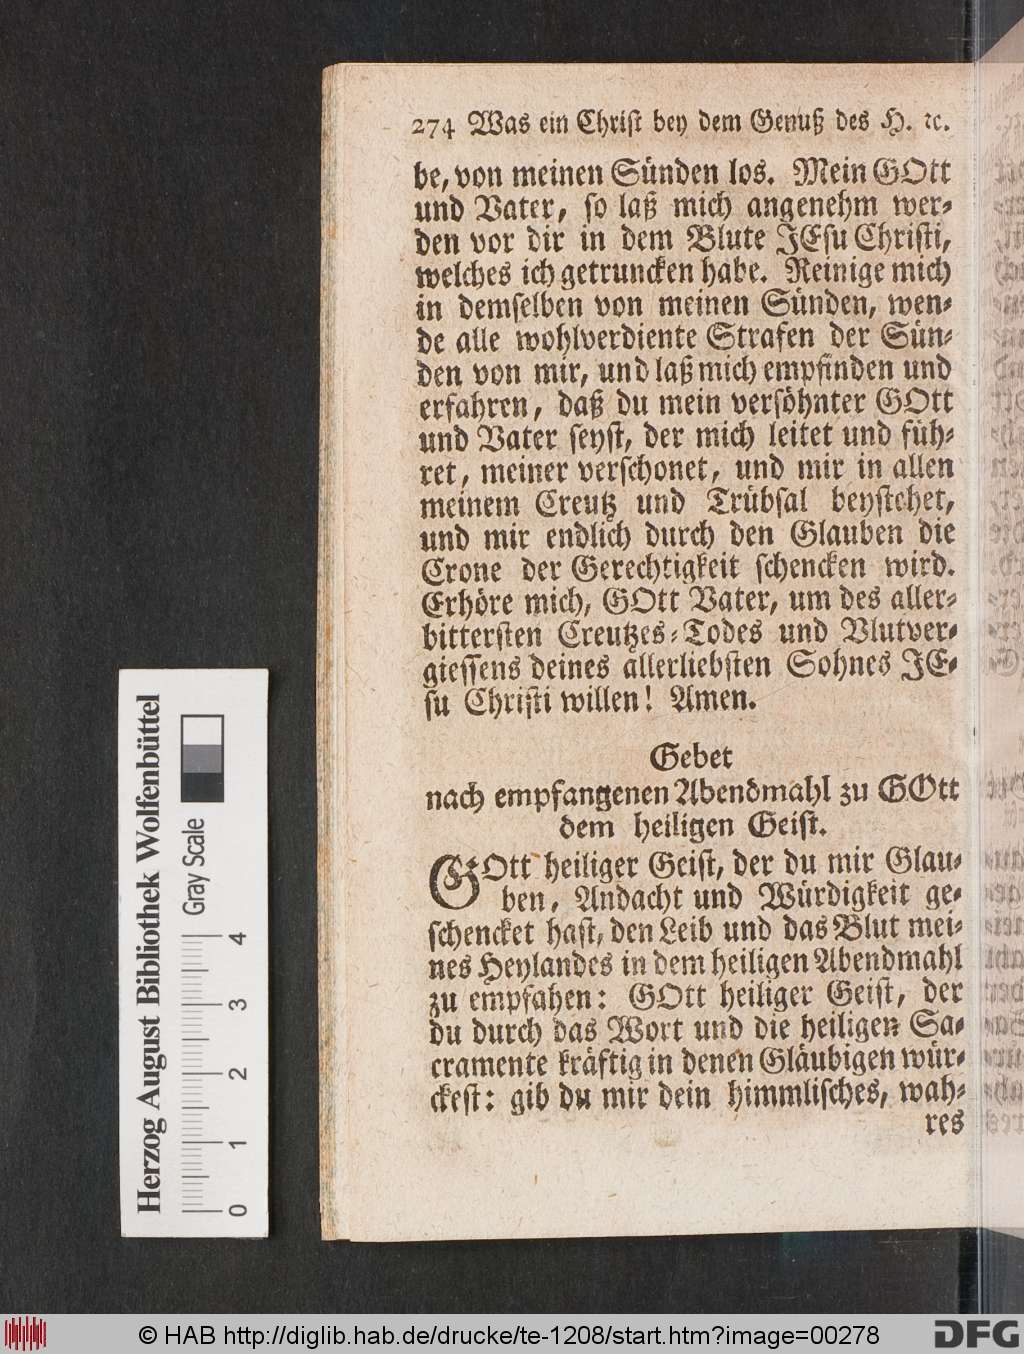 274 Was ein Christ bey dem Genuß des H. ꝛc.
be, von meinen Sünden los. Mein GOtt
und Vater, so laß mich angenehm wer⸗
den vor dir in dem Blute JEsu Christi,
welches ich getruncken habe. Reinige mich
in demselben von meinen Sünden, wen⸗
de alle wohlverdiente Strafen der Sün⸗
den von mir, und laß mich empfinden und
erfahren, daß du mein versöhnter GOtt
und Vater seyst, der mich leitet und füh⸗
ret, meiner verschonet, und mir in allen
meinem Creutz und Trübsal beystehet,
und mir endlich durch den Glauben die
Crone der Gerechtigkeit schencken wird.
Erhöre mich, GOtt Vater, um des aller⸗
bittersten Creutzes⸗Todes und Blutver⸗
giessens deines allerliebsten Sohnes JE⸗
su Christi willen! Amen.
Gebet
nach empfangenen Abendmahl zu GOtt
dem heiligen Geist.
GOtt heiliger Geist, der du mir Glau⸗
ben, Andacht und Würdigkeit ge⸗
schencket hast, den Leib und das Blut mei⸗
nes Heylandes in dem heiligen Abendmahl
zu empfahen: GOtt heiliger Geist, der
du durch das Wort und die heiligen Sa⸗
cramente kräftig in denen Gläubigen wür⸗
ckest: gib du mir dein himmlisches, wah⸗
res
Herzog August Bibliothek Wolfenbüttel
Gray Scale
0 1 2 3 4
© HAB http://diglib.hab.de/drucke/te-1208/start.htm?image=00278
DFG